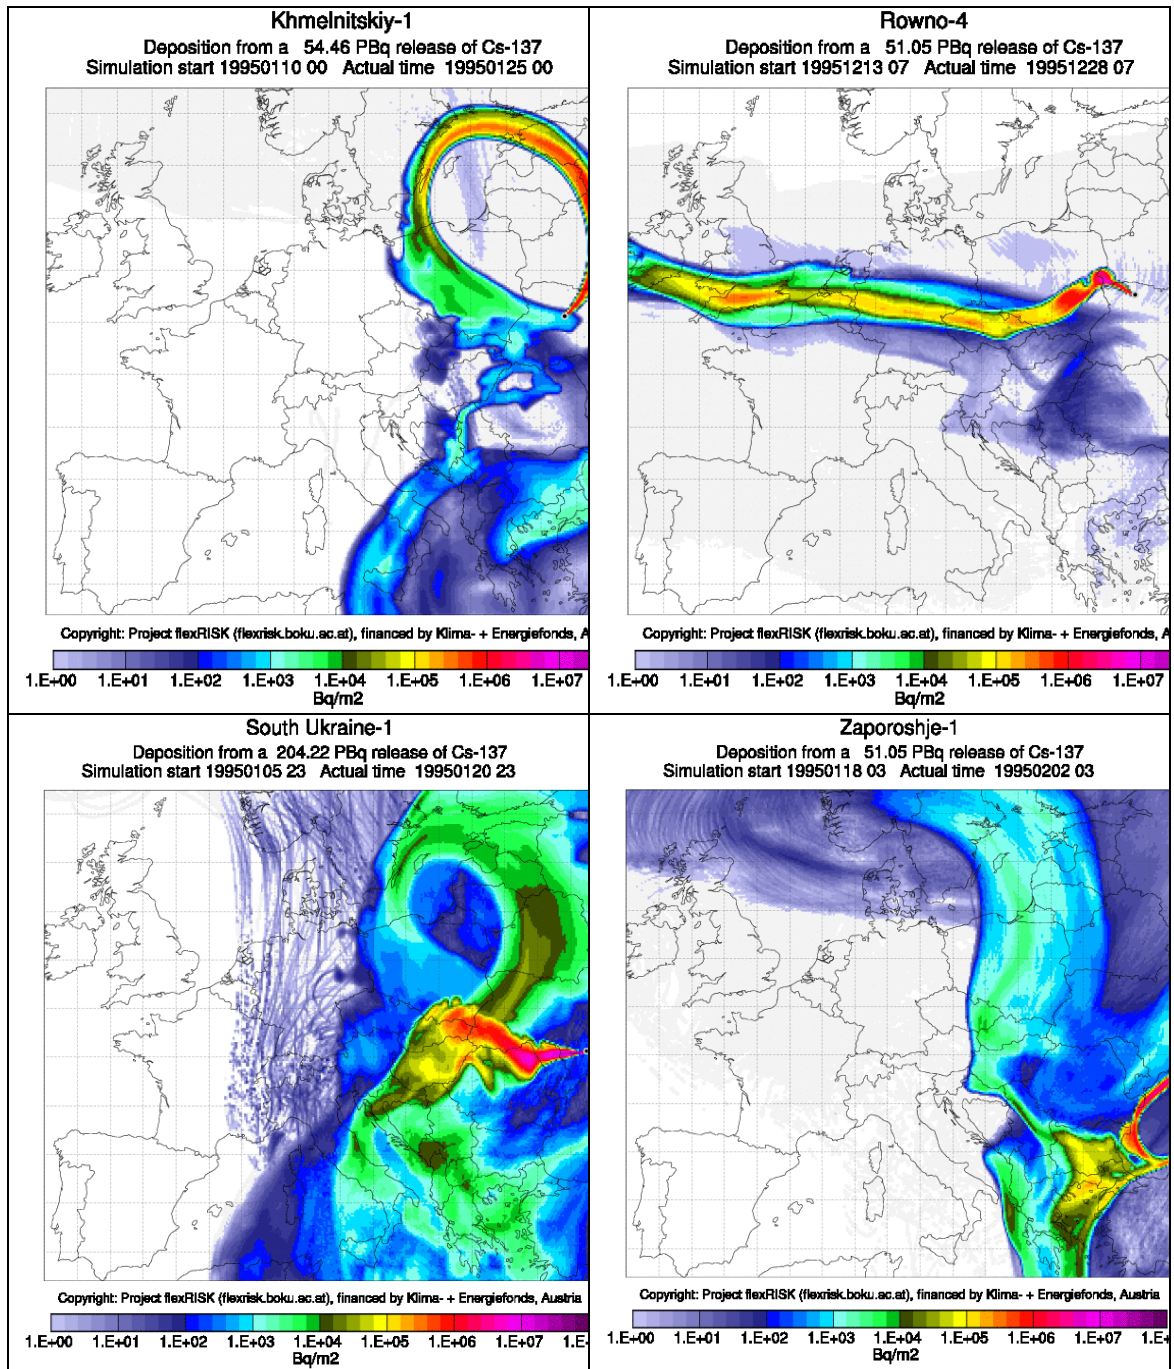 Khmelnitskiy-1
Deposition from a 54.46 PBq release of Cs-137
Simulation start 19950110 00 Actual time 19950125 00
Copyright: Project flexRISK (flexrisk.boku.ac.at), financed by Klima- + Energiefonds, A
1.E+00 1.E+01 1.E+02 1.E+03 1.E+04 1.E+05 1.E+06 1.E+07
Bq/m2
Rowno-4
Deposition from a 51.05 PBq release of Cs-137
Simulation start 19951213 07 Actual time 19951228 07
Copyright: Project flexRISK (flexrisk.boku.ac.at), financed by Klima- + Energiefonds, A
1.E+00 1.E+01 1.E+02 1.E+03 1.E+04 1.E+05 1.E+06 1.E+07
Bq/m2
South Ukraine-1
Deposition from a 204.22 PBq release of Cs-137
Simulation start 19950105 23 Actual time 19950120 23
Copyright: Project flexRISK (flexrisk.boku.ac.at), financed by Klima- + Energiefonds, Austria
1.E+00 1.E+01 1.E+02 1.E+03 1.E+04 1.E+05 1.E+06 1.E+07 1.E+
Bq/m2
Zaporoshje-1
Deposition from a 51.05 PBq release of Cs-137
Simulation start 19950118 03 Actual time 19950202 03
Copyright: Project flexRISK (flexrisk.boku.ac.at), financed by Klima- + Energiefonds, Austria
1.E+00 1.E+01 1.E+02 1.E+03 1.E+04 1.E+05 1.E+06 1.E+07 1.E+
Bq/m2